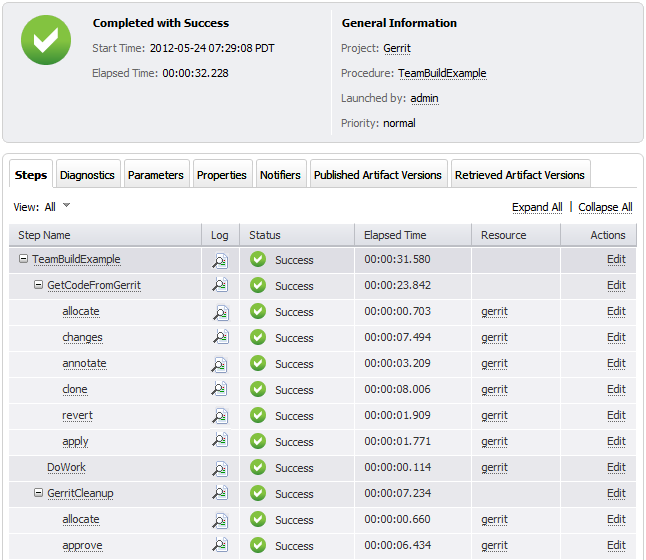 Completed with Success
Start Time: 2012-05-24 07:29:08 PDT
Elapsed Time: 00:00:32.228
General Information
Project: Gerrit
Procedure: TeamBuildExample
Launched by: admin
Priority: normal
Steps Diagnostics Parameters Properties Notifiers Published Artifact Versions Retrieved Artifact Versions
View: All Expand All | Collapse All
Step Name Log Status Elapsed Time Resource Actions
TeamBuildExample Success 00:00:31.580 Edit
GetCodeFromGerrit Success 00:00:23.842 Edit
allocate Success 00:00:00.703 gerrit Edit
changes Success 00:00:07.494 gerrit Edit
annotate Success 00:00:03.209 gerrit Edit
clone Success 00:00:08.006 gerrit Edit
revert Success 00:00:01.909 gerrit Edit
apply Success 00:00:01.771 gerrit Edit
DoWork Success 00:00:00.114 gerrit Edit
GerritCleanup Success 00:00:07.234 Edit
allocate Success 00:00:00.660 gerrit Edit
approve Success 00:00:06.434 gerrit Edit